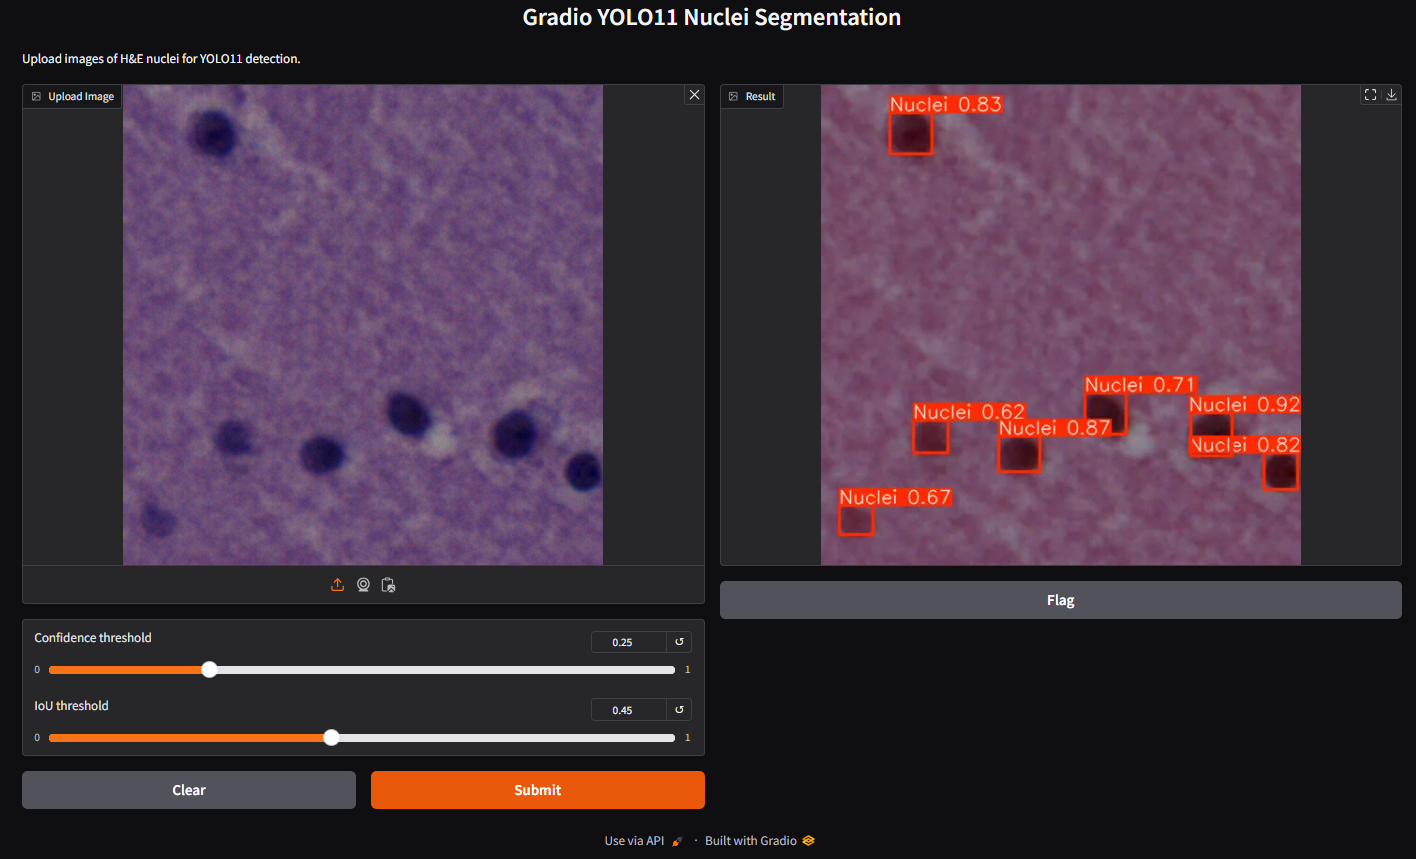 Gradio YOLO11 Nuclei Segmentation
Upload images of H&E nuclei for YOLO11 detection.
Upload Image
Result
Nuclei 0.83
Nuclei 0.71
Nuclei 0.92
Nuclei 0.62
Nuclei 0.87
Nuclei 0.82
Nuclei 0.67
Flag
Confidence threshold
0.25
0
1
IoU threshold
0.45
0
1
Clear
Submit
Use via API · Built with Gradio